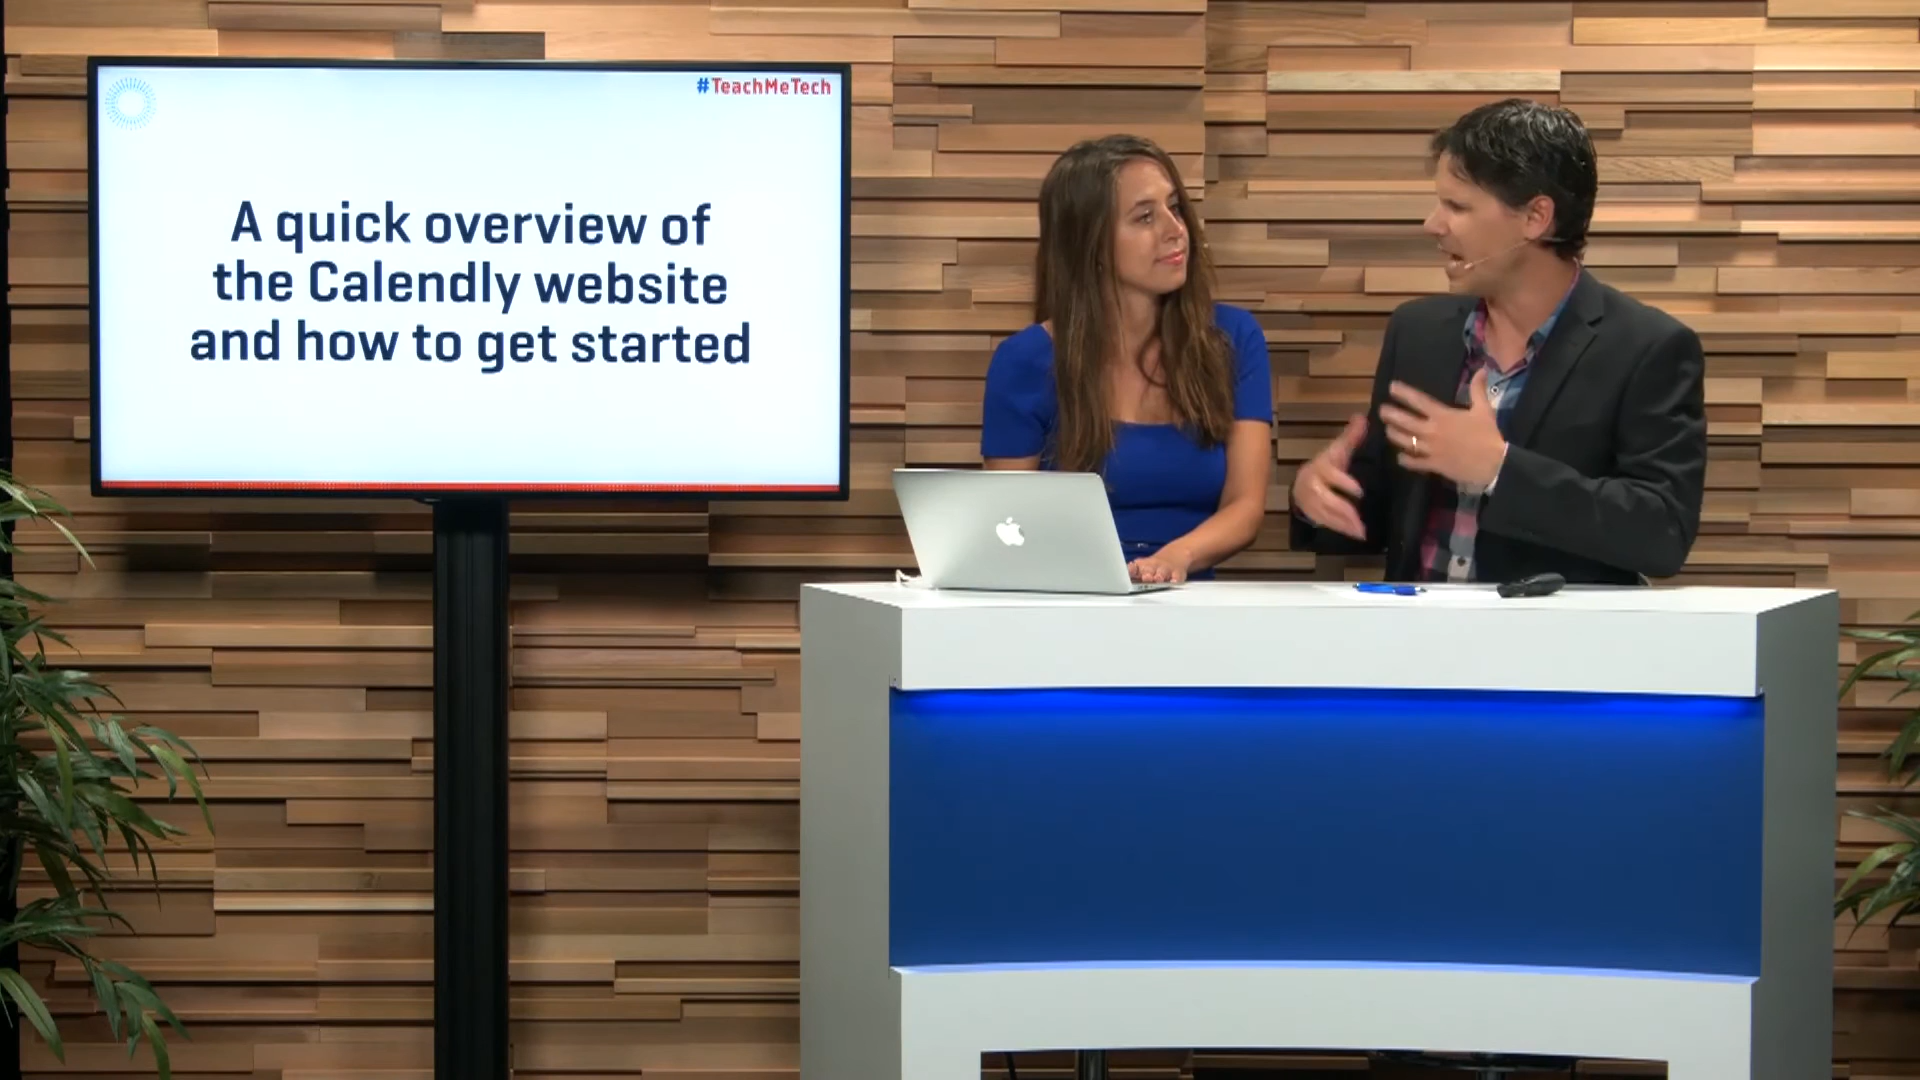 #TeachMeTech
A quick overview of
the Calendly website
and how to get started